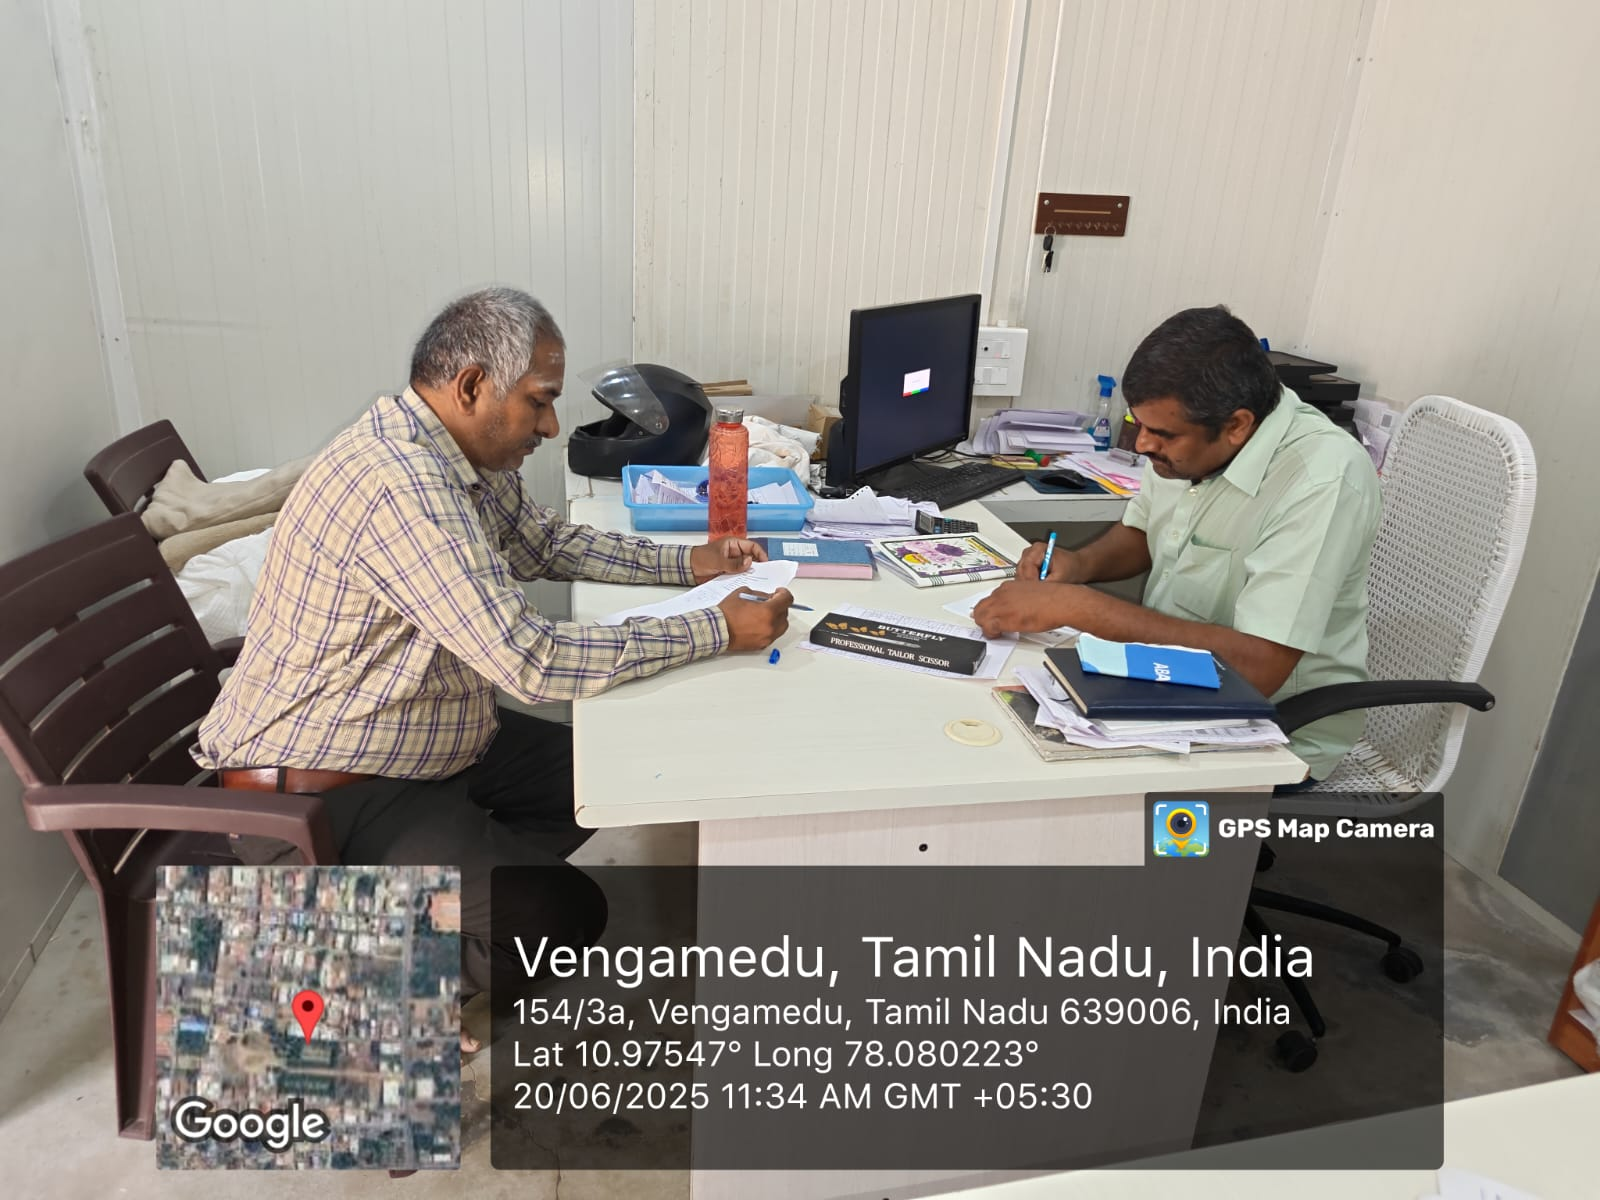 BUTTERFLY
PROFESSIONAL TAILOR SCISSOR
ABA
GPS Map Camera
Vengamedu, Tamil Nadu, India
154/3a, Vengamedu, Tamil Nadu 639006, India
Lat 10.97547° Long 78.080223°
20/06/2025 11:34 AM GMT +05:30
Google